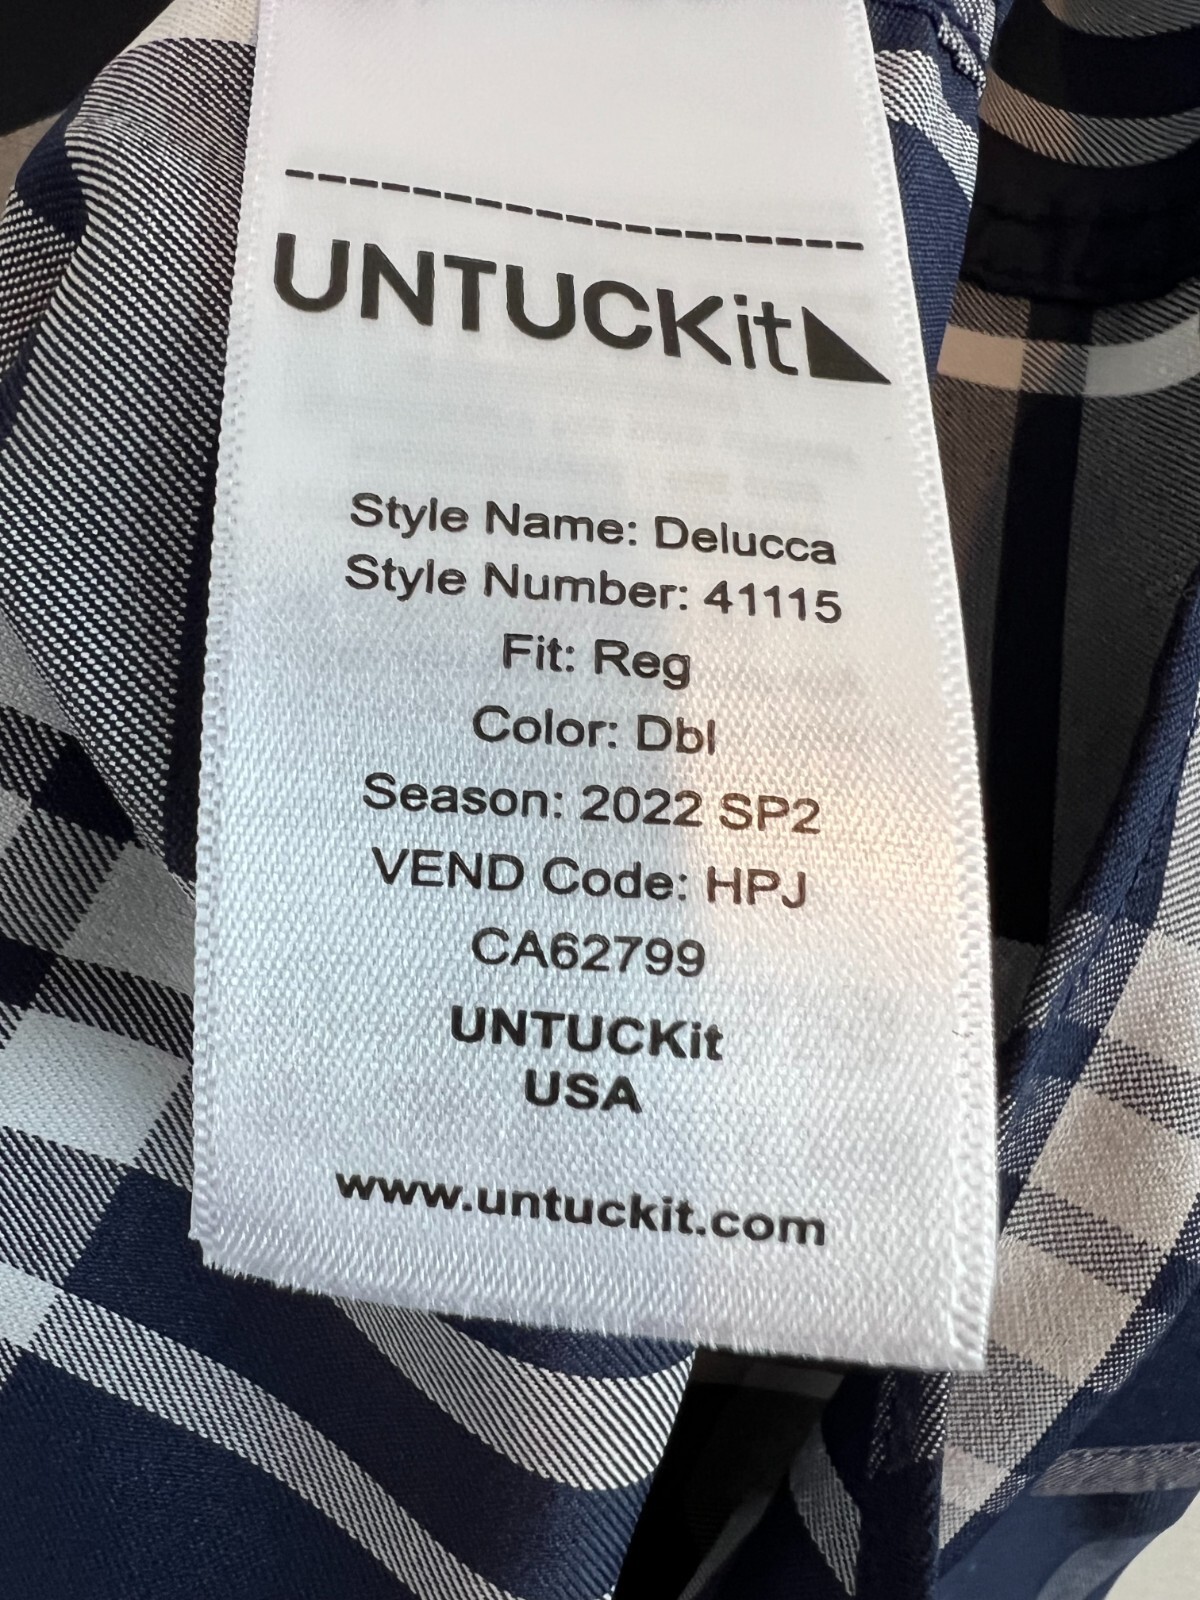 UNTUCKit
Style Name: Delucca
Style Number: 41115
Fit: Reg
Color: Dbl
Season: 2022 SP2
VEND Code: HPJ
CA62799
UNTUCKit
USA
www.untuckit.com